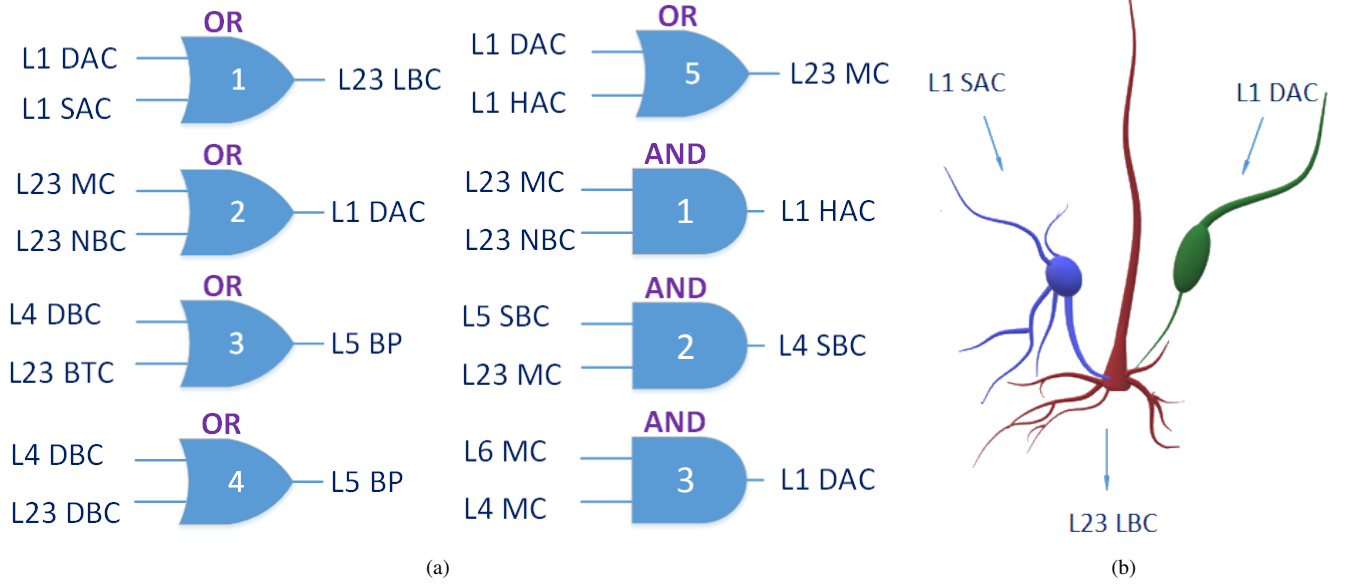 OR
L1 DAC
L1 SAC
1
L23 LBC
OR
L23 MC
L23 NBC
2
L1 DAC
OR
L4 DBC
L23 BTC
3
L5 BP
OR
L4 DBC
L23 DBC
4
L5 BP
OR
L1 DAC
L1 HAC
5
L23 MC
AND
L23 MC
L23 NBC
1
L1 HAC
AND
L5 SBC
L23 MC
2
L4 SBC
AND
L6 MC
L4 MC
3
L1 DAC
(a)
L1 SAC
L1 DAC
L23 LBC
(b)